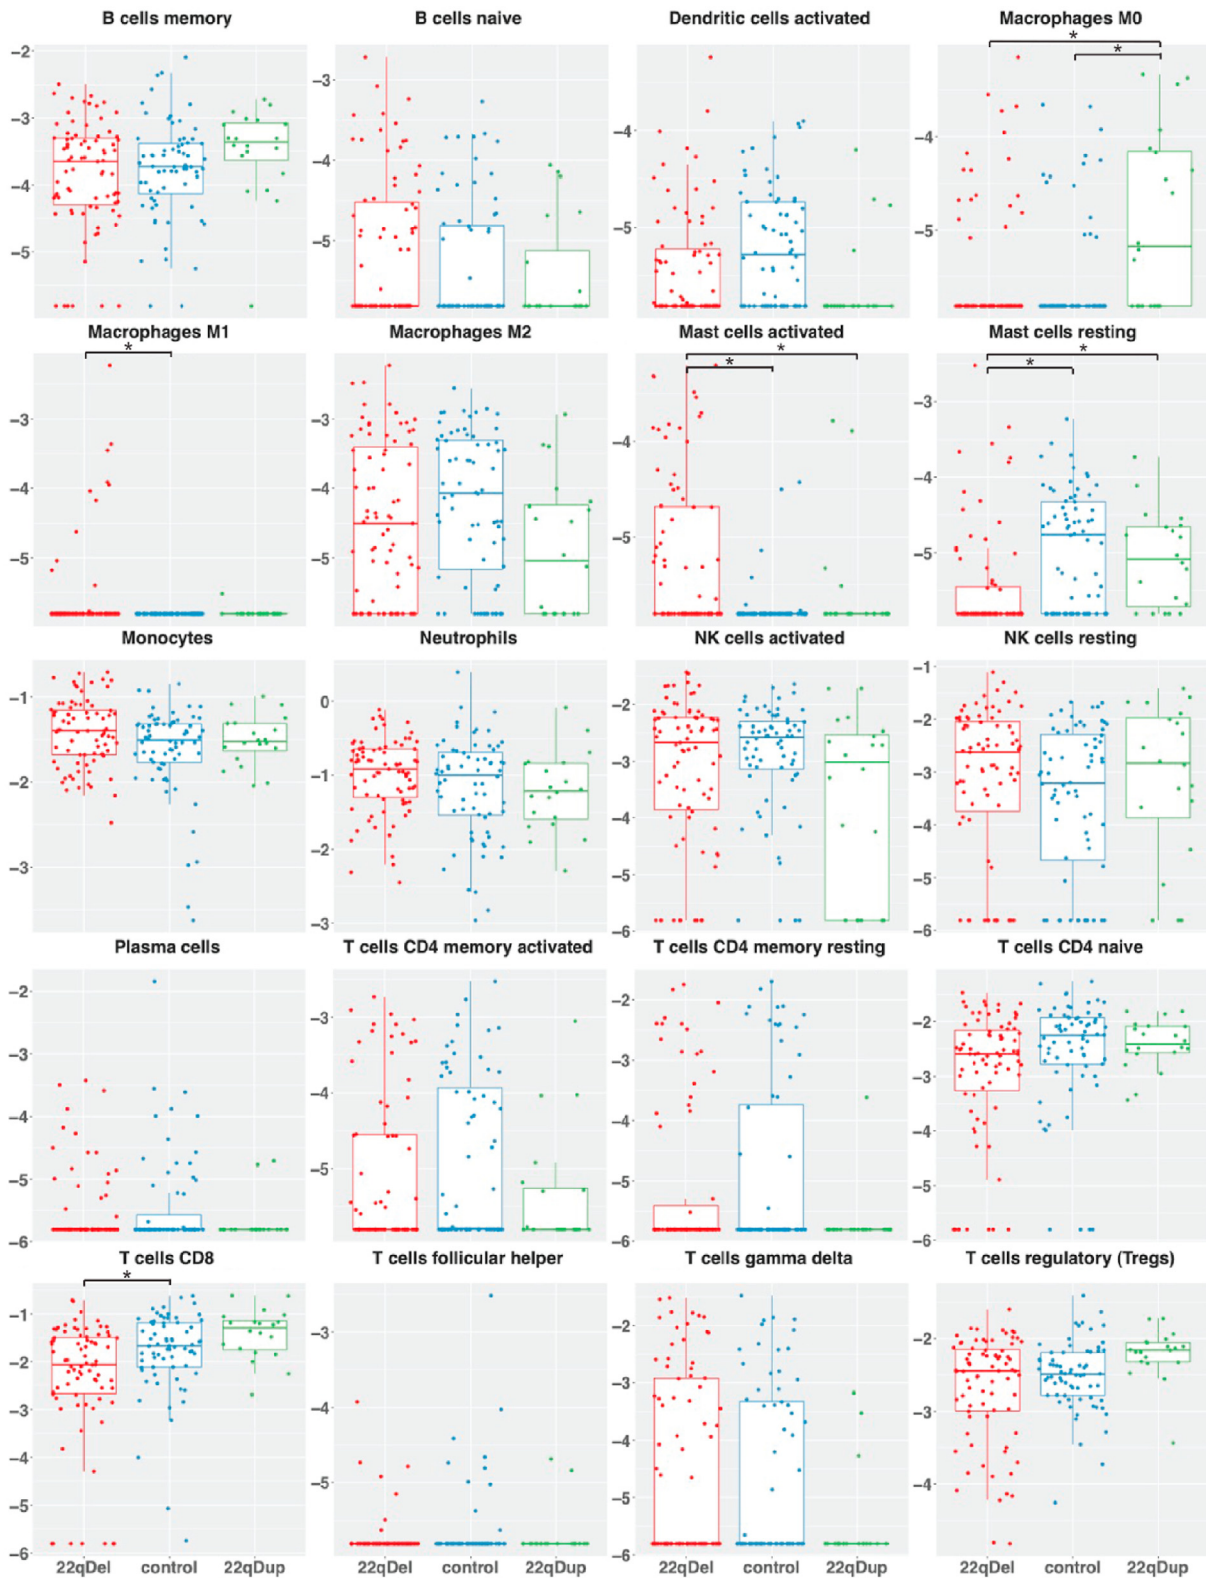 B cells memory B cells naive Dendritic cells activated Macrophages M0
* *
−2 −3 −4 −5
−3 −4 −5
−4 −5
−4 −5
Macrophages M1 Macrophages M2 Mast cells activated Mast cells resting
* * * * *
−3 −4 −5
−3 −4 −5
−4 −5
−3 −4 −5
Monocytes Neutrophils NK cells activated NK cells resting
−1 −2 −3
0 −1 −2 −3
−2 −3 −4 −5 −6
−1 −2 −3 −4 −5 −6
Plasma cells T cells CD4 memory activated T cells CD4 memory resting T cells CD4 naive
−2 −3 −4 −5 −6
−3 −4 −5
−2 −3 −4 −5 −6
−2 −3 −4 −5 −6
T cells CD8 T cells follicular helper T cells gamma delta T cells regulatory (Tregs)
*
−1 −2 −3 −4 −5 −6
−3 −4 −5
−2 −3 −4 −5 −6
−2 −3 −4
22qDel control 22qDup 22qDel control 22qDup 22qDel control 22qDup 22qDel control 22qDup